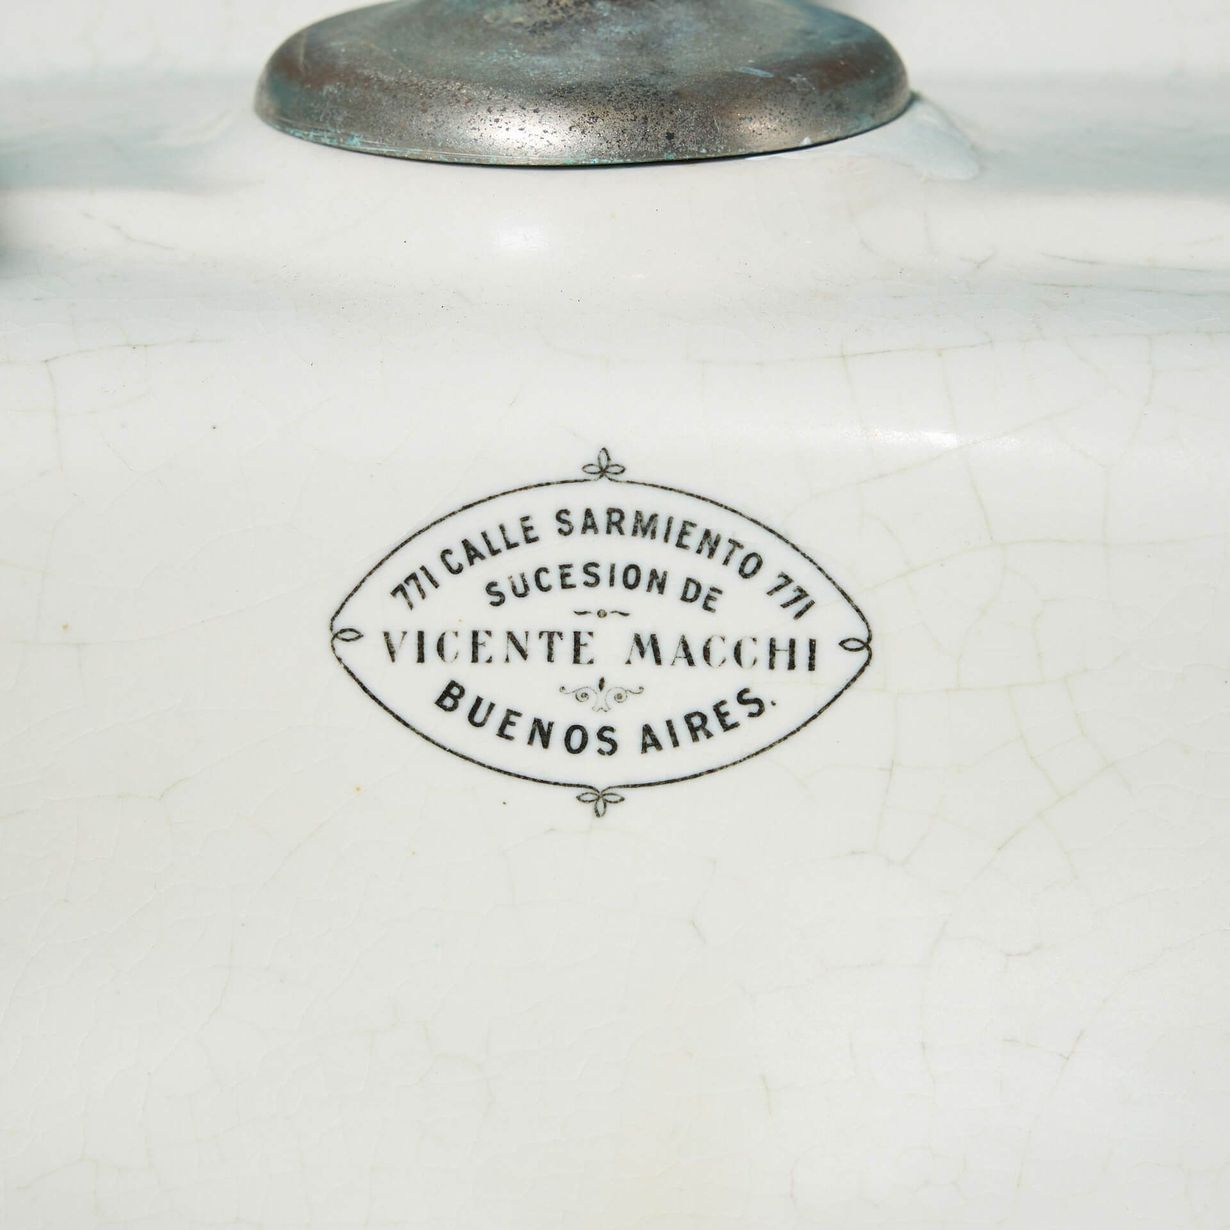 771 CALLE SARMIENTO 771
SUCESION DE
VICENTE MACCHI
BUENOS AIRES.